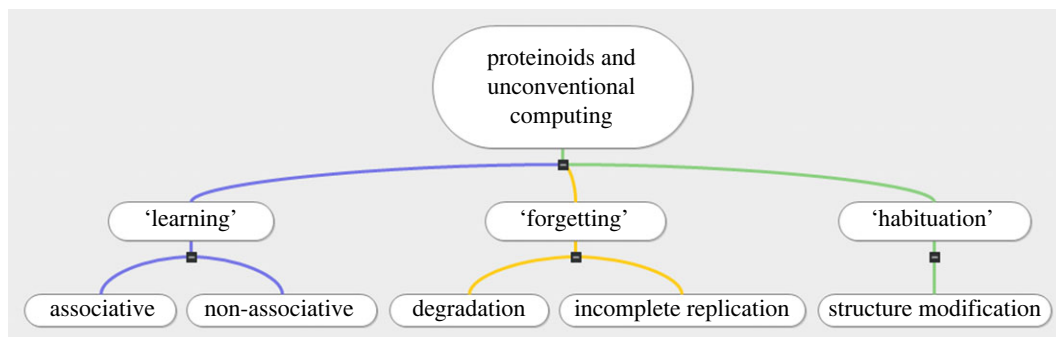 proteinoids and
unconventional
computing
‘learning’
‘forgetting’
‘habituation’
associative
non-associative
degradation
incomplete replication
structure modification